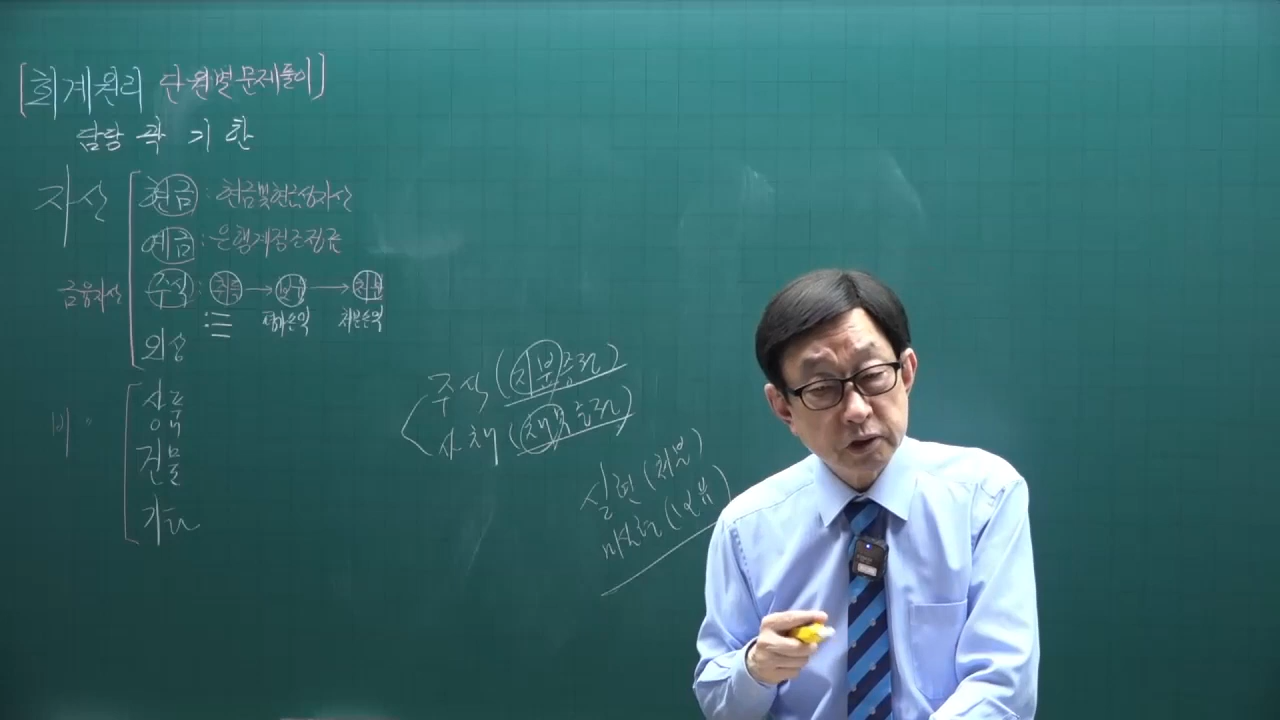 [회계원리 단원별문제풀이]
담당 곽기찬
자산
현금 : 현금및현금성자산
예금 : 은행계정조정표
금융자산
주식 : 취득 → 보유 → 처분
평가손익 처분손익
외상
비.
상품
건물
기타
주식 (지분증권)
사채 (채무증권)
실현 (처분)
미실현 (보유)